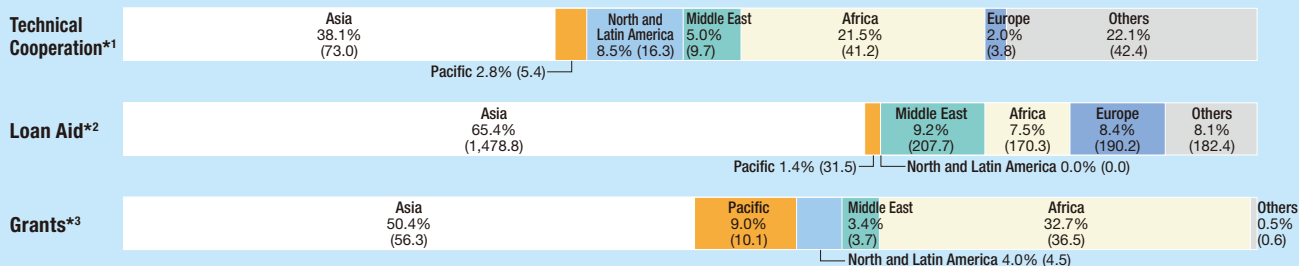 Technical
Cooperation*1
Asia
38.1%
(73.0)
Pacific 2.8% (5.4)
North and
Latin America
8.5% (16.3)
Middle East
5.0%
(9.7)
Africa
21.5%
(41.2)
Europe
2.0%
(3.8)
Others
22.1%
(42.4)
Loan Aid*2
Asia
65.4%
(1,478.8)
Pacific 1.4% (31.5)
North and Latin America 0.0% (0.0)
Middle East
9.2%
(207.7)
Africa
7.5%
(170.3)
Europe
8.4%
(190.2)
Others
8.1%
(182.4)
Grants*3
Asia
50.4%
(56.3)
Pacific
9.0%
(10.1)
North and Latin America 4.0% (4.5)
Middle East
3.4%
(3.7)
Africa
32.7%
(36.5)
Others
0.5%
(0.6)